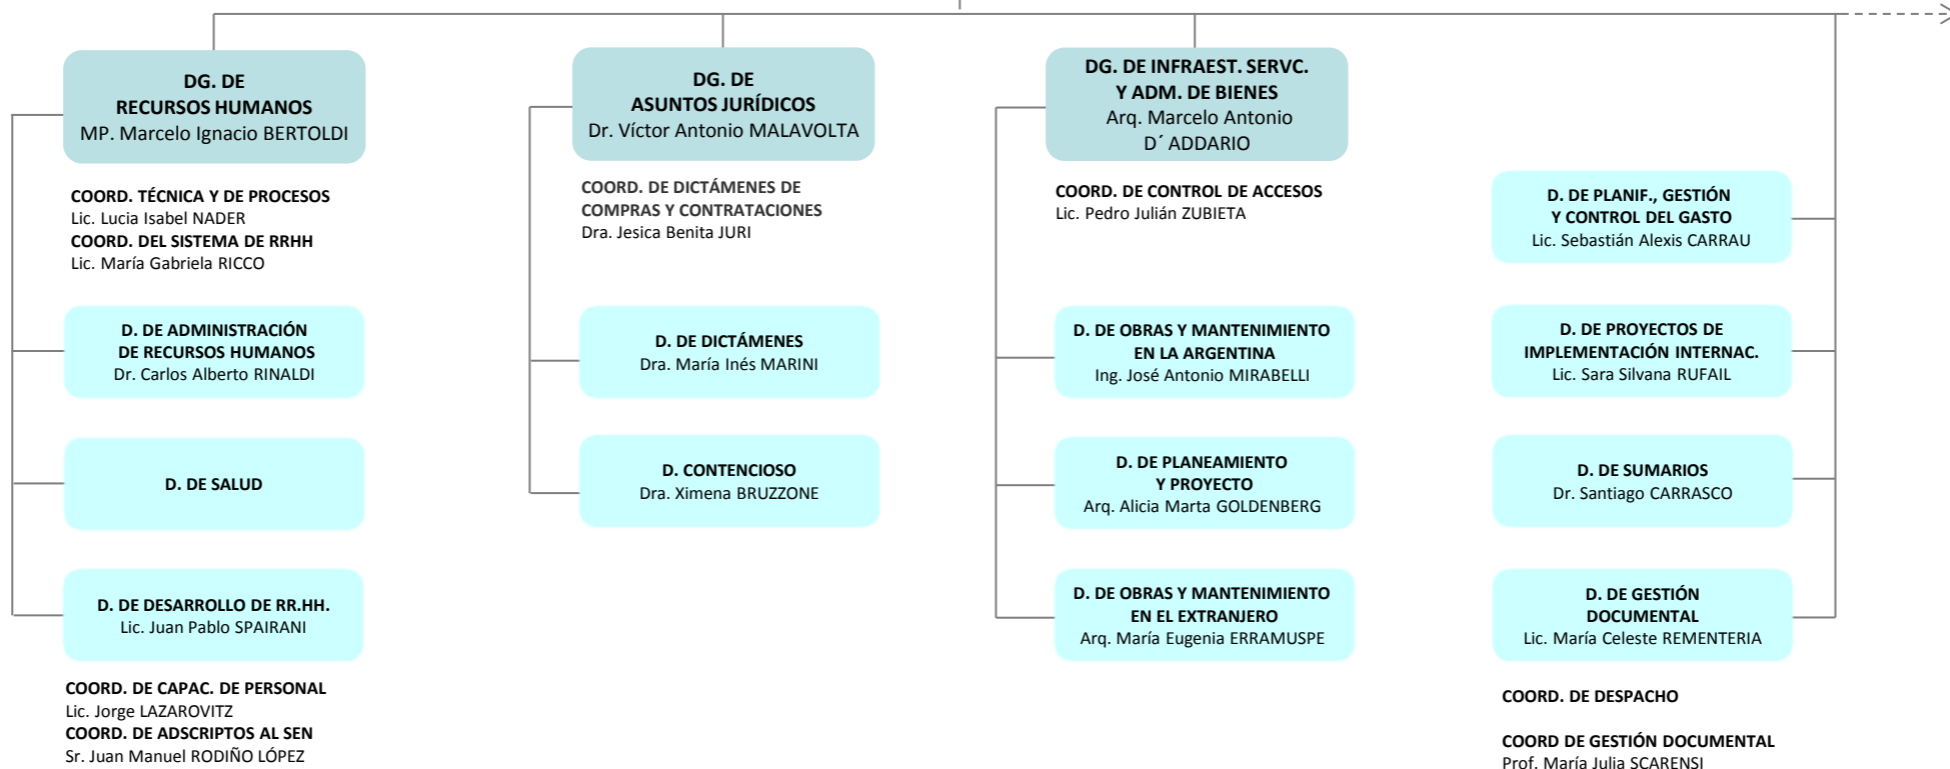 DG. DE
RECURSOS HUMANOS
MP. Marcelo Ignacio BERTOLDI
COORD. TÉCNICA Y DE PROCESOS
Lic. Lucia Isabel NADER
COORD. DEL SISTEMA DE RRHH
Lic. María Gabriela RICCO
D. DE ADMINISTRACIÓN
DE RECURSOS HUMANOS
Dr. Carlos Alberto RINALDI
D. DE SALUD
D. DE DESARROLLO DE RR.HH.
Lic. Juan Pablo SPAIRANI
COORD. DE CAPAC. DE PERSONAL
Lic. Jorge LAZAROVITZ
COORD. DE ADSCRIPTOS AL SEN
Sr. Juan Manuel RODIÑO LÓPEZ
DG. DE
ASUNTOS JURÍDICOS
Dr. Víctor Antonio MALAVOLTA
COORD. DE DICTÁMENES DE
COMPRAS Y CONTRATACIONES
Dra. Jesica Benita JURI
D. DE DICTÁMENES
Dra. María Inés MARINI
D. CONTENCIOSO
Dra. Ximena BRUZZONE
DG. DE INFRAEST. SERVC.
Y ADM. DE BIENES
Arq. Marcelo Antonio
D´ ADDARIO
COORD. DE CONTROL DE ACCESOS
Lic. Pedro Julián ZUBIETA
D. DE OBRAS Y MANTENIMIENTO
EN LA ARGENTINA
Ing. José Antonio MIRABELLI
D. DE PLANEAMIENTO
Y PROYECTO
Arq. Alicia Marta GOLDENBERG
D. DE OBRAS Y MANTENIMIENTO
EN EL EXTRANJERO
Arq. María Eugenia ERRAMUSPE
D. DE PLANIF., GESTIÓN
Y CONTROL DEL GASTO
Lic. Sebastián Alexis CARRAU
D. DE PROYECTOS DE
IMPLEMENTACIÓN INTERNAC.
Lic. Sara Silvana RUFAIL
D. DE SUMARIOS
Dr. Santiago CARRASCO
D. DE GESTIÓN
DOCUMENTAL
Lic. María Celeste REMENTERIA
COORD. DE DESPACHO
COORD DE GESTIÓN DOCUMENTAL
Prof. María Julia SCARENSI